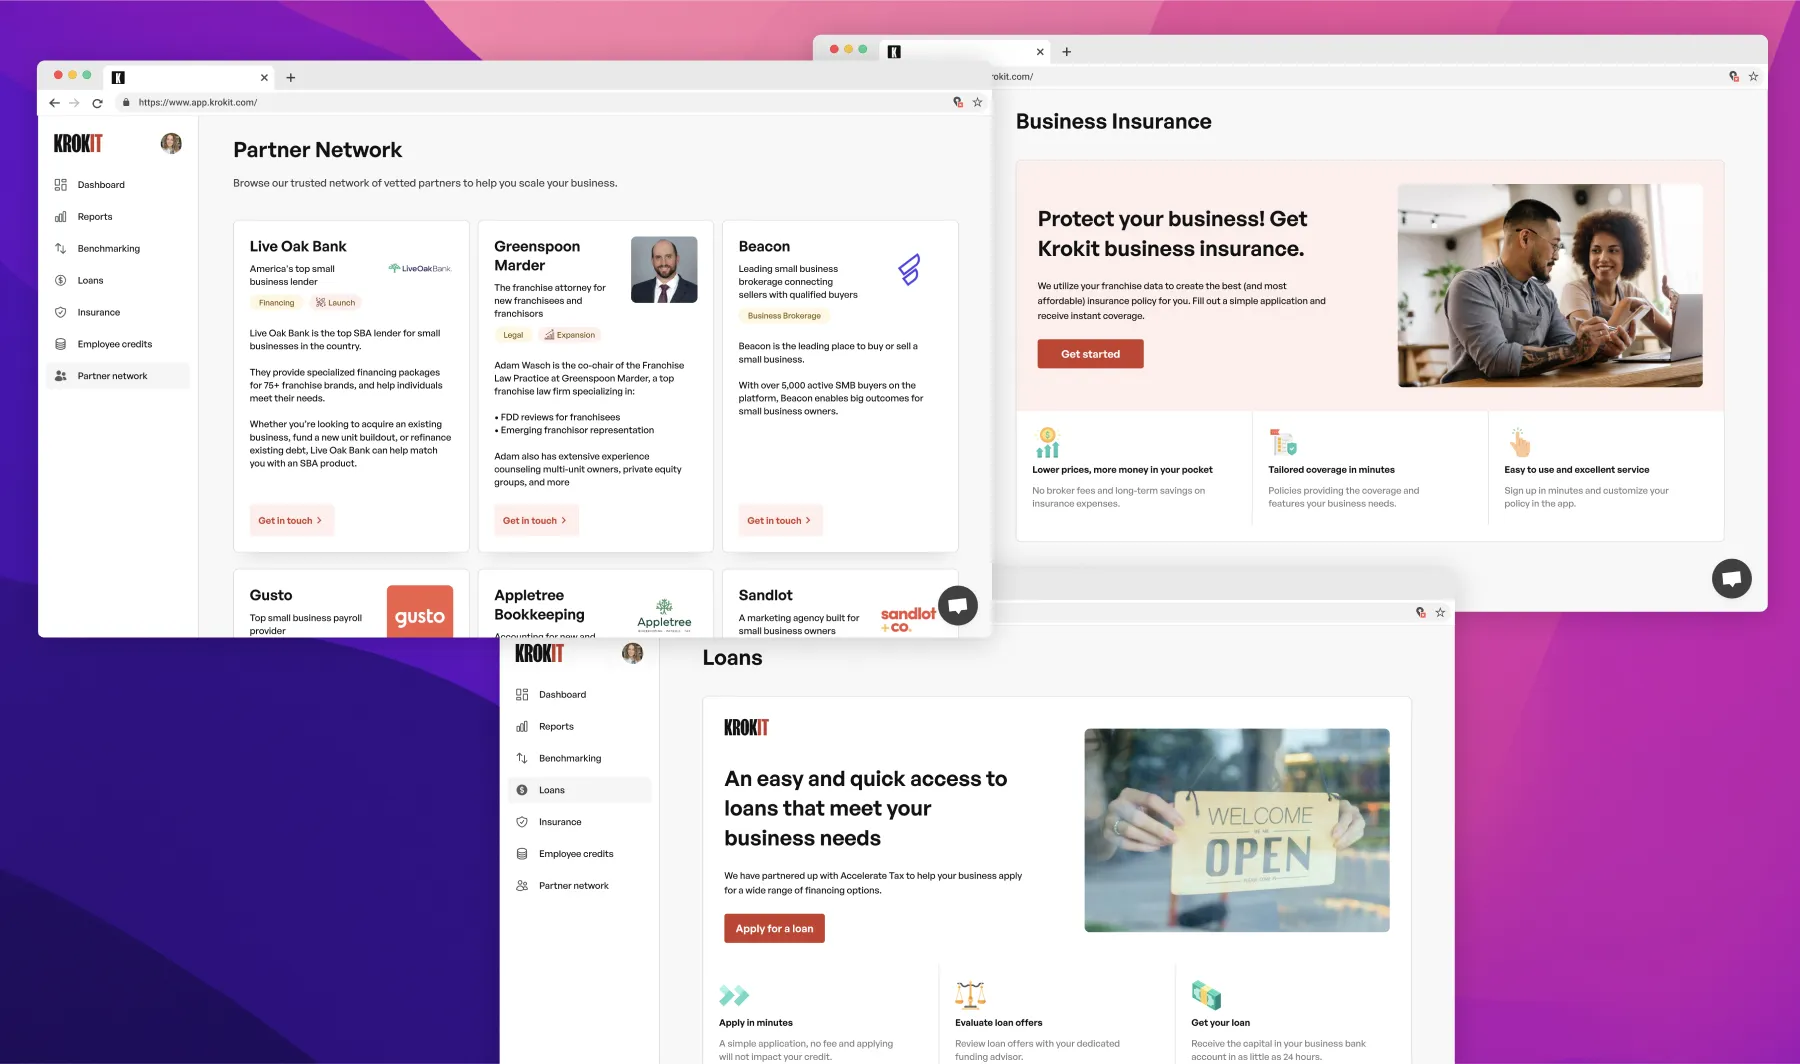 https://www.app.krokit.com/
KROKIT
Dashboard
Reports
Benchmarking
Loans
Insurance
Employee credits
Partner network
Partner Network
Browse our trusted network of vetted partners to help you scale your business.
Live Oak Bank
America's top small
business lender
LiveOakBank.
Financing
Launch
Live Oak Bank is the top SBA lender for small
businesses in the country.
They provide specialized financing packages
for 75+ franchise brands, and help individuals
meet their needs.
Whether you're looking to acquire an existing
business, fund a new unit buildout, or refinance
existing debt, Live Oak Bank can help match
you with an SBA product.
Get in touch
Greenspoon
Marder
The franchise attorney for
new franchisees and
franchisors
Legal
Expansion
Adam Wasch is the co-chair of the Franchise
Law Practice at Greenspoon Marder, a top
franchise law firm specializing in:
• FDD reviews for franchisees
• Emerging franchisor representation
Adam also has extensive experience
counseling multi-unit owners, private equity
groups, and more
Get in touch
Beacon
Leading small business
brokerage connecting
sellers with qualified buyers
Business Brokerage
Beacon is the leading place to buy or sell a
small business.
With over 5,000 active SMB buyers on the
platform, Beacon enables big outcomes for
small business owners.
Get in touch
Gusto
Top small business payroll
provider
gusto
Appletree
Bookkeeping
Accounting for new and
Appletree
Sandlot
A marketing agency built for
small business owners
sandlot
+co.
rokit.com/
Business Insurance
Protect your business! Get
Krokit business insurance.
We utilize your franchise data to create the best (and most
affordable) insurance policy for you. Fill out a simple application and
receive instant coverage.
Get started
Lower prices, more money in your pocket
No broker fees and long-term savings on
insurance expenses.
Tailored coverage in minutes
Policies providing the coverage and
features your business needs.
Easy to use and excellent service
Sign up in minutes and customize your
policy in the app.
KROKIT
Dashboard
Reports
Benchmarking
Loans
Insurance
Employee credits
Partner network
Loans
KROKIT
An easy and quick access to
loans that meet your
business needs
We have partnered up with Accelerate Tax to help your business apply
for a wide range of financing options.
Apply for a loan
WELCOME
WE ARE
OPEN
Apply in minutes
A simple application, no fee and applying
will not impact your credit.
Evaluate loan offers
Review loan offers with your dedicated
funding advisor.
Get your loan
Receive the capital in your business bank
account in as little as 24 hours.